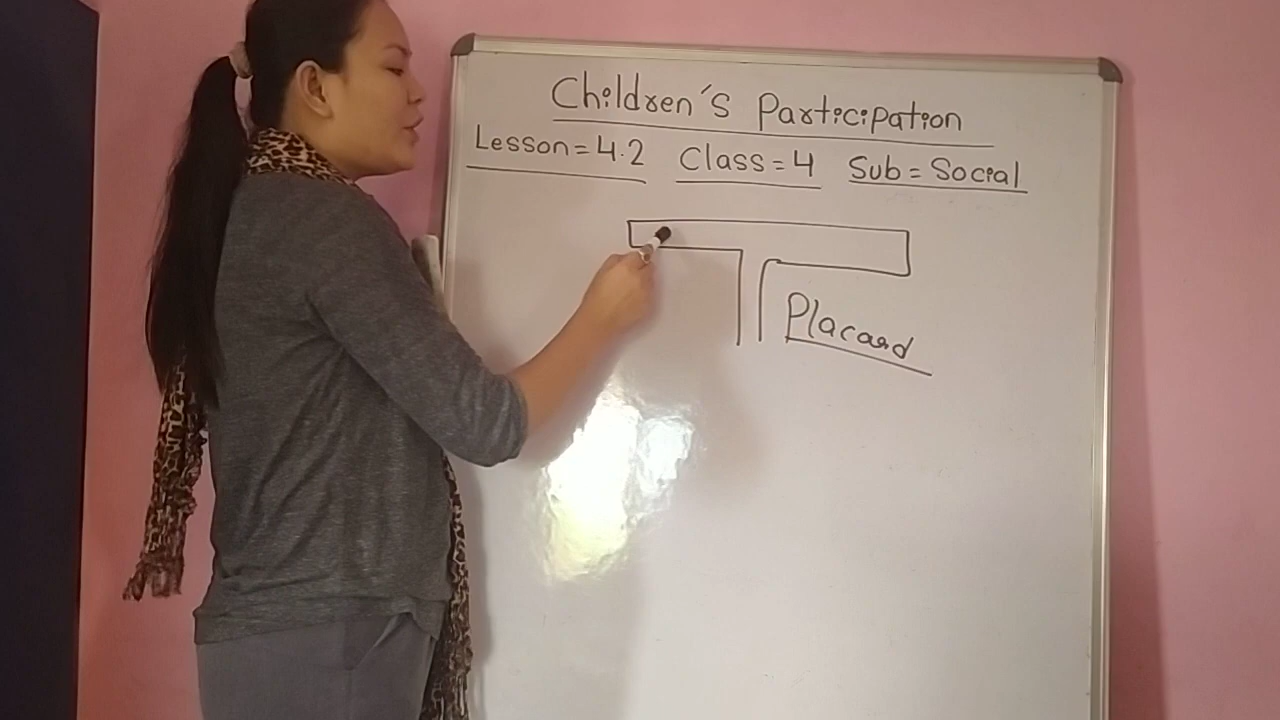 Children's Participation
Lesson = 4.2 Class = 4 Sub = Social
Placard